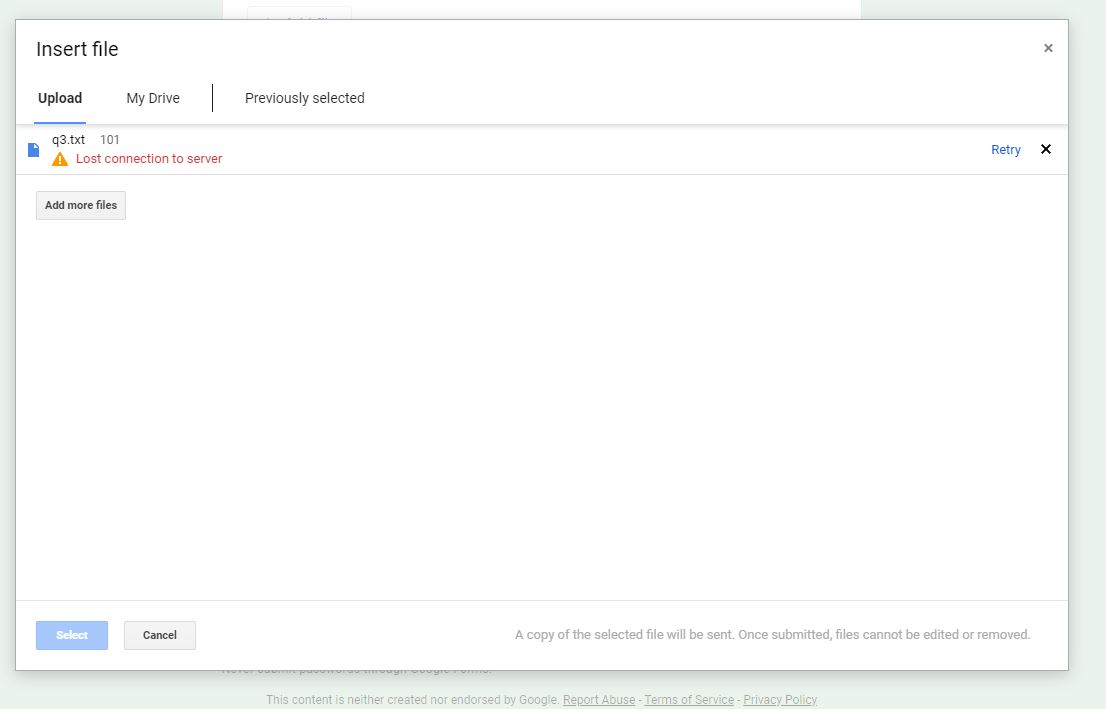 Insert file
×
Upload My Drive Previously selected
q3.txt 101
Lost connection to server
Retry ×
Add more files
Select Cancel
A copy of the selected file will be sent. Once submitted, files cannot be edited or removed.
Never submit passwords through Google Forms.
This content is neither created nor endorsed by Google. Report Abuse - Terms of Service - Privacy Policy